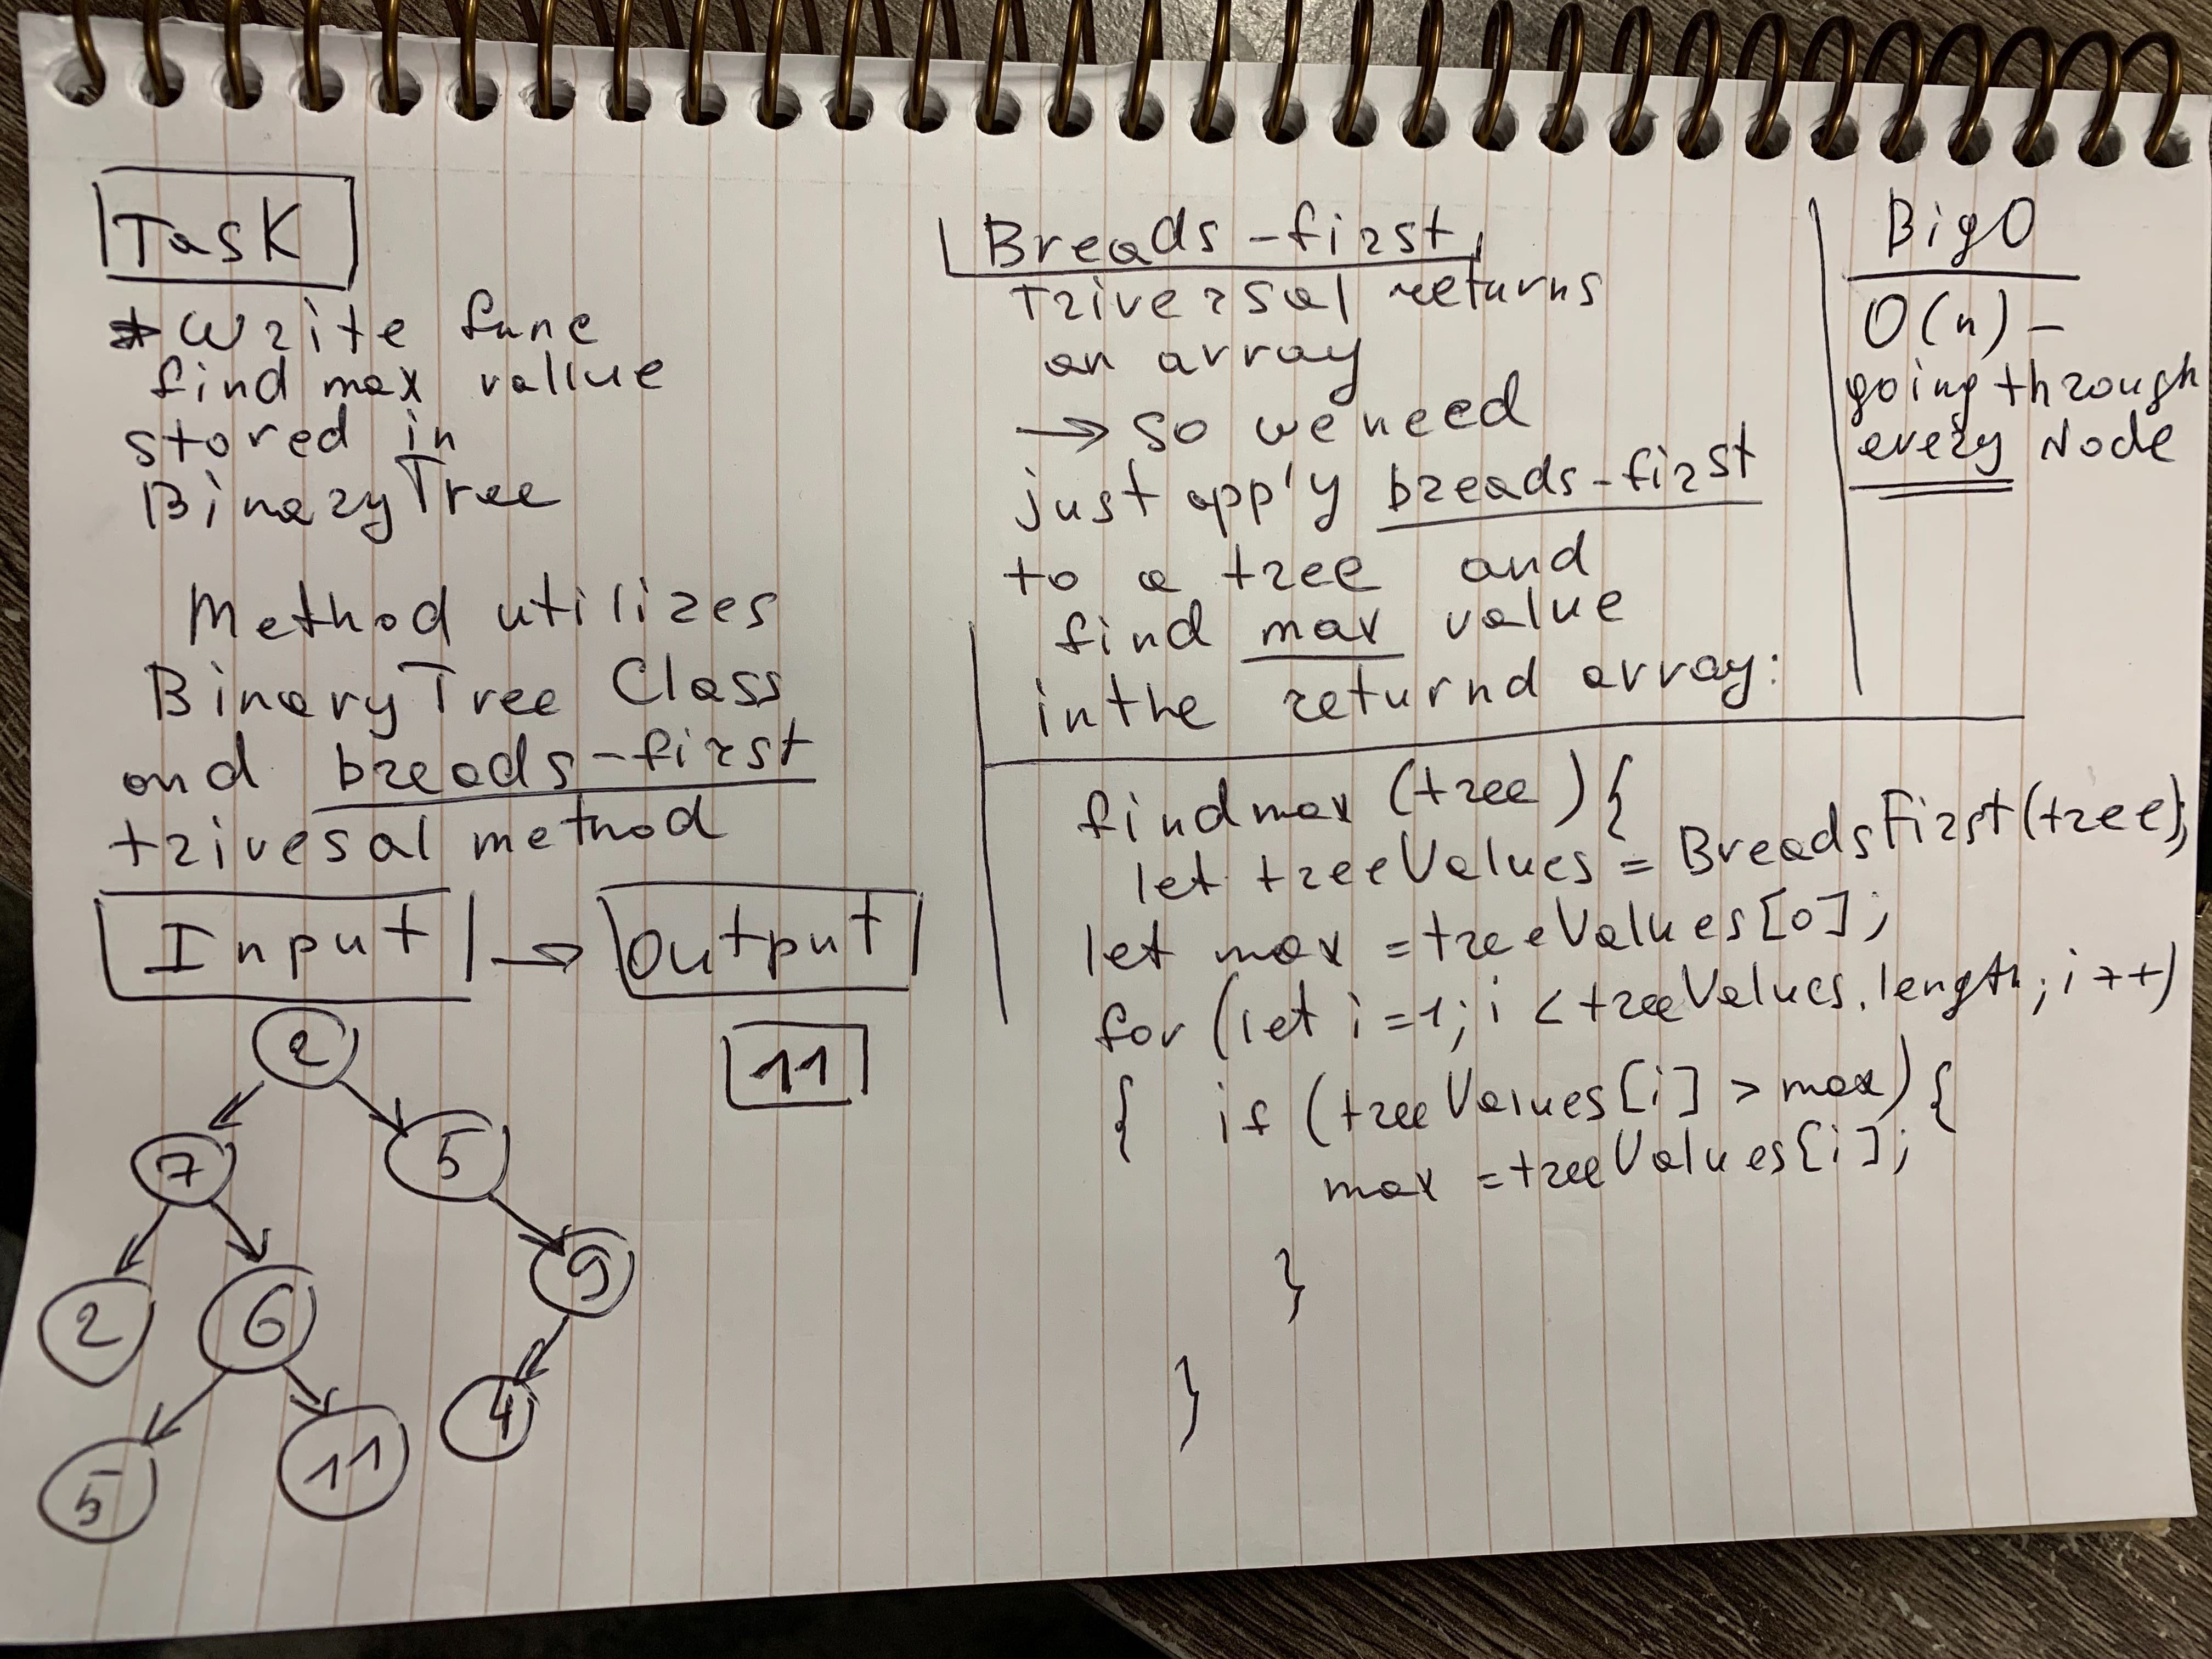 Task
* Write func
find max vallue
stored in
BinaryTree
Method utilizes
BinaryTree Class
and breads-first
trivesal method
Input → Output
2
11
7
5
2
6
9
5
11
4
Breads-first
Triversal returns
an array
→ so we need
just app'y breads-first
to a tree and
find max value
in the returnd array:
Big O
O(n) –
going through
every Node
findmax (tree) {
let treeValues = BreadsFirst(tree);
let max = treeValues[0];
for (let i=1; i < treeValues.length; i++)
{ if (treeValues[i] > max) {
max = treeValues[i];
}
}